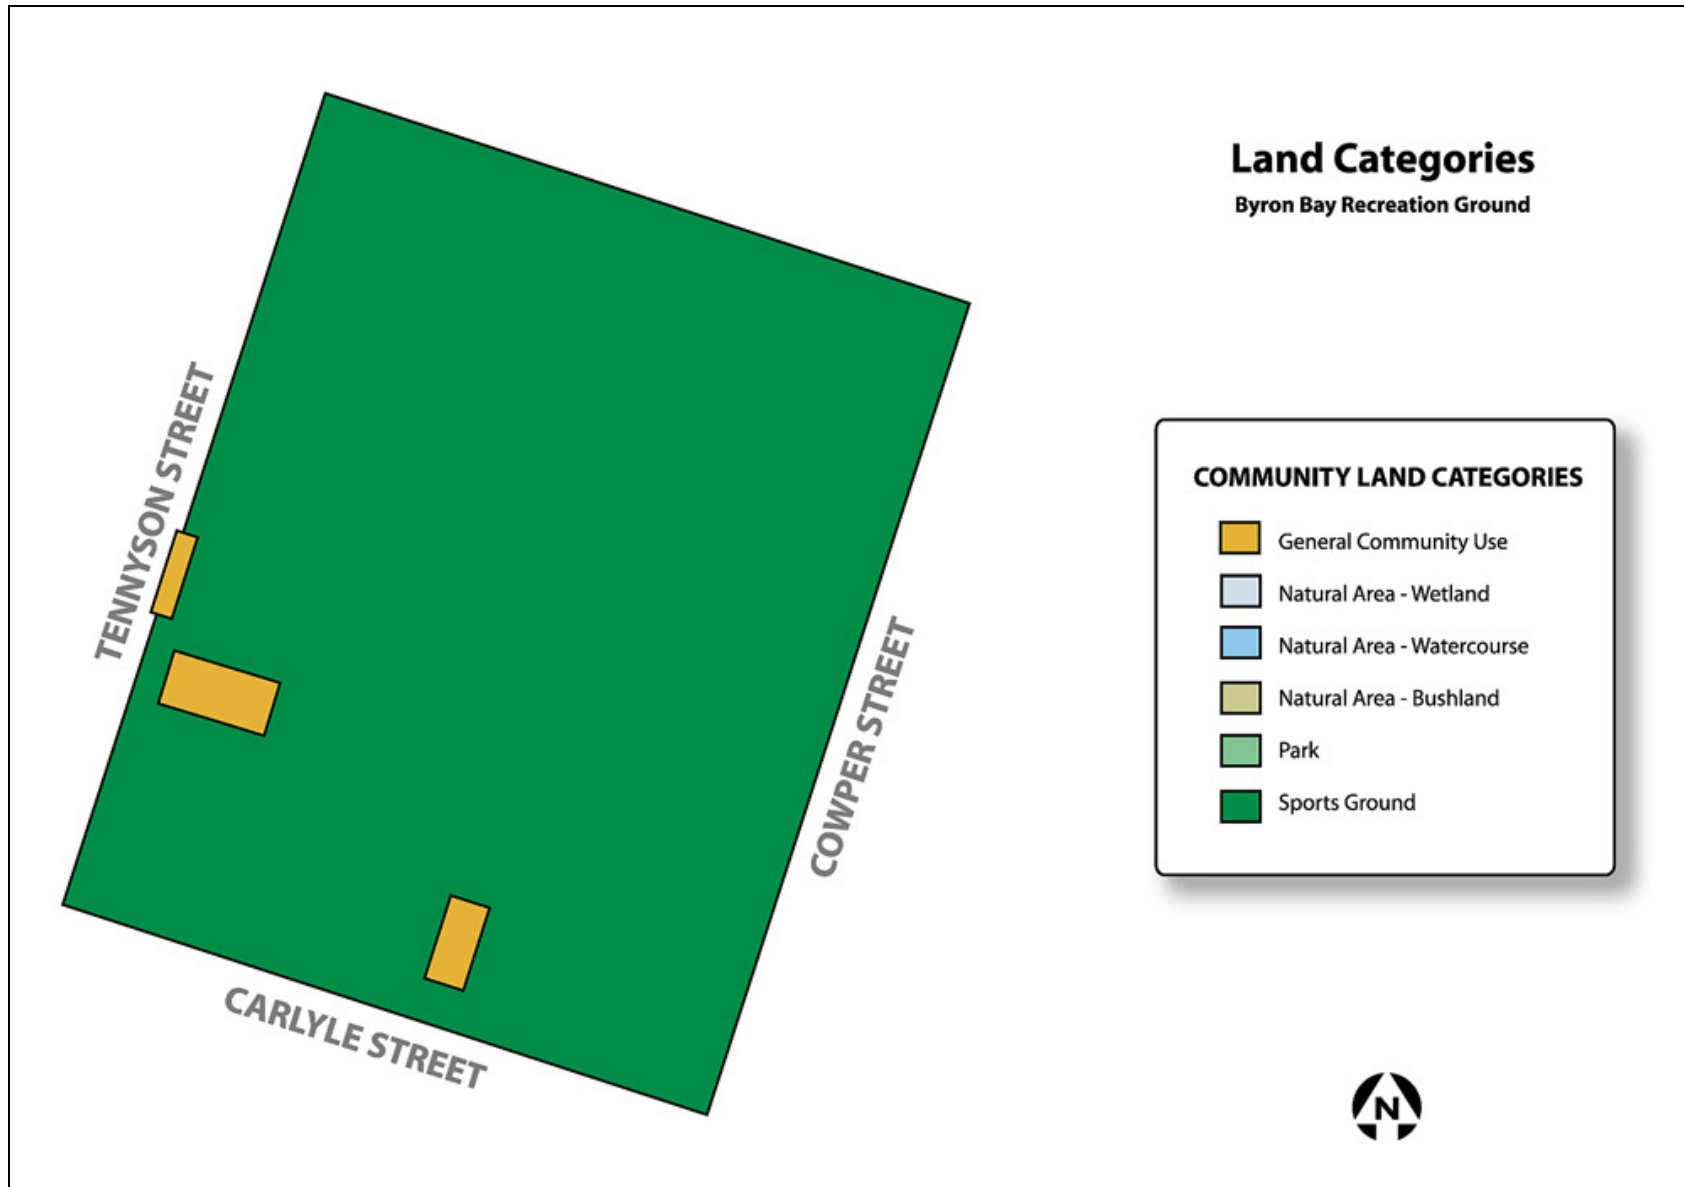 Land Categories
Byron Bay Recreation Ground
TENNYSON STREET
COWPER STREET
CARLYLE STREET
COMMUNITY LAND CATEGORIES
General Community Use
Natural Area - Wetland
Natural Area - Watercourse
Natural Area - Bushland
Park
Sports Ground
N